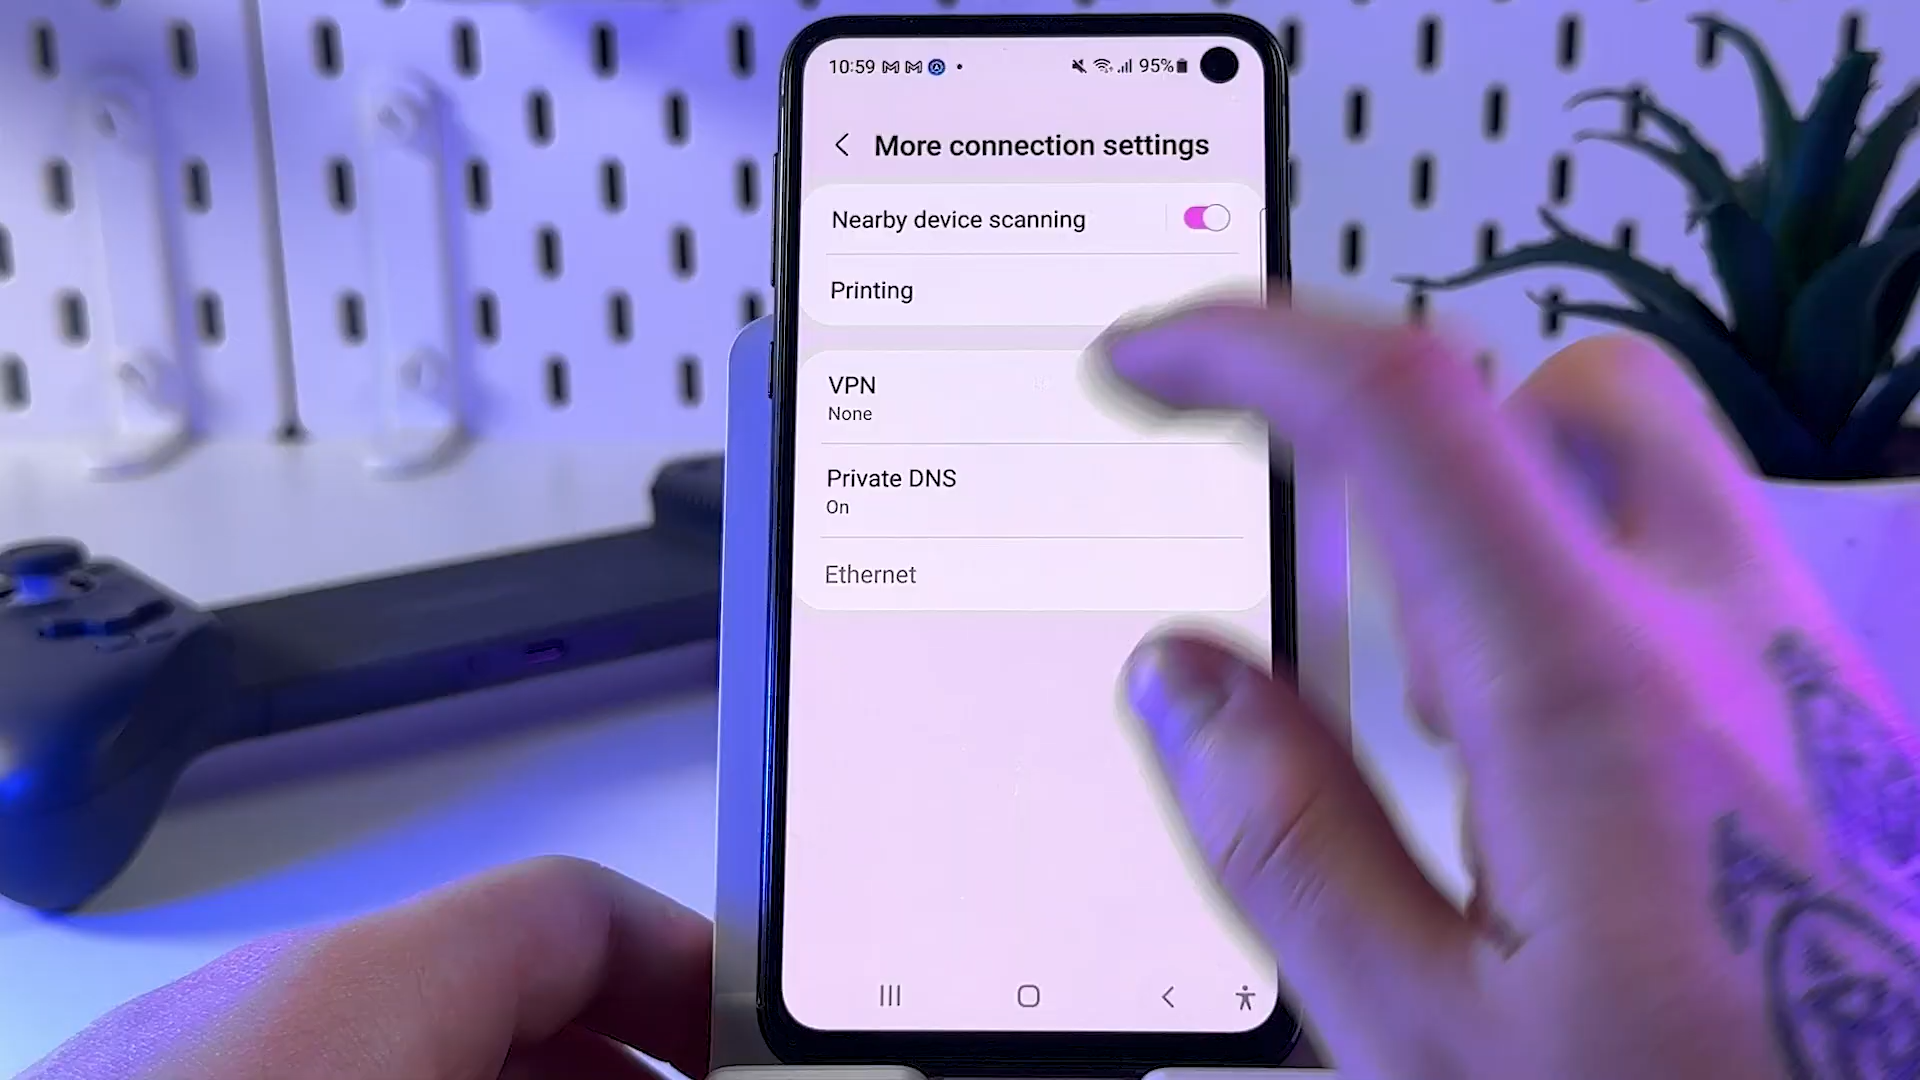 10:59 95%
More connection settings
Nearby device scanning
Printing
VPN
None
Private DNS
On
Ethernet